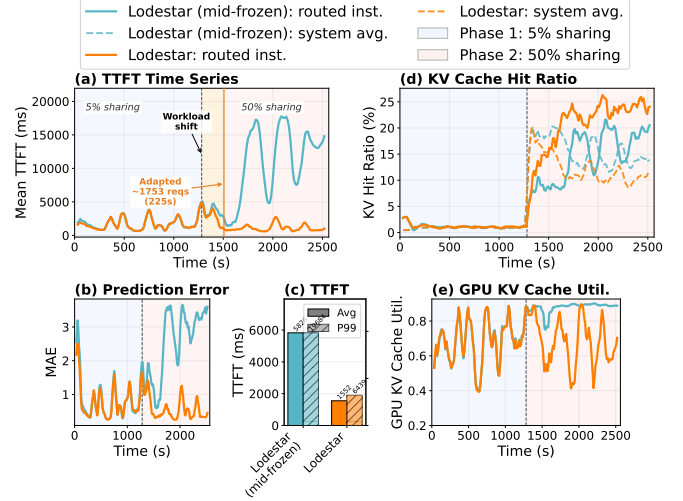 Lodestar (mid-frozen): routed inst.
Lodestar (mid-frozen): system avg.
Lodestar: routed inst.
Lodestar: system avg.
Phase 1: 5% sharing
Phase 2: 50% sharing
(a) TTFT Time Series
Mean TTFT (ms)
20000
15000
10000
5000
0
5% sharing
50% sharing
Workload
shift
Adapted
~1753 reqs
(225s)
0 500 1000 1500 2000 2500
Time (s)
(d) KV Cache Hit Ratio
KV Hit Ratio (%)
25
20
15
10
5
0
0 500 1000 1500 2000 2500
Time (s)
(b) Prediction Error
MAE
3
2
1
0 1000 2000
Time (s)
(c) TTFT
TTFT (ms)
6000
4000
2000
0
Avg
P99
1552
6439
Lodestar
(mid-frozen)
Lodestar
(e) GPU KV Cache Util.
GPU KV Cache Util.
0.8
0.6
0.4
0.2
0 500 1000 1500 2000 2500
Time (s)